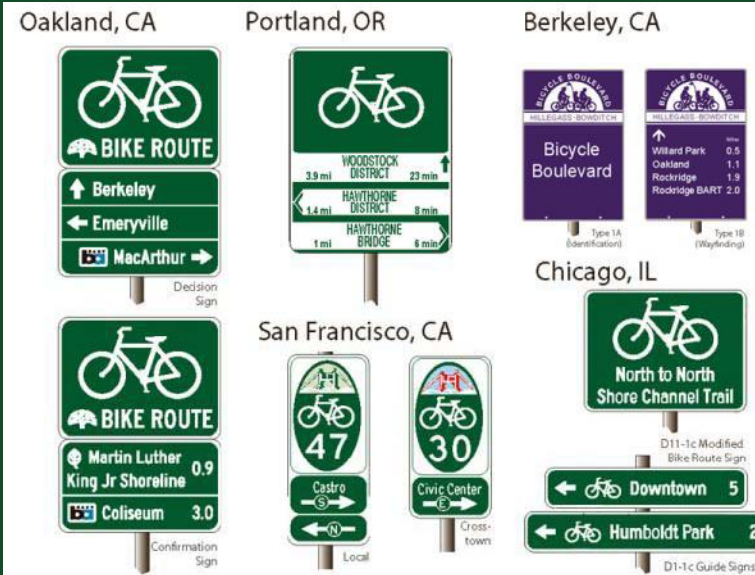 Oakland, CA
BIKE ROUTE
Berkeley
Emeryville
ba MacArthur
Decision
Sign
BIKE ROUTE
Martin Luther
King Jr Shoreline 0.9
ba Coliseum 3.0
Confirmation
Sign
Portland, OR
WOODSTOCK
DISTRICT
3.9 mi 23 min
HAWTHORNE
DISTRICT
1.4 mi 8 min
HAWTHORNE
BRIDGE
1 mi 6 min
San Francisco, CA
47
Castro
S
N
Local
30
Civic Center
E
Cross-
town
Berkeley, CA
BICYCLE BOULEVARD
HILLEGASS-BOWDITCH
Bicycle
Boulevard
Type 1A
(Identification)
BICYCLE BOULEVARD
HILLEGASS-BOWDITCH
Miles
Willard Park 0.5
Oakland 1.1
Rockridge 1.9
Rockridge BART 2.0
Type 1B
(Wayfinding)
Chicago, IL
North to North
Shore Channel Trail
D11-1c Modified
Bike Route Sign
Downtown 5
Humboldt Park 2
D1-1c Guide Signs